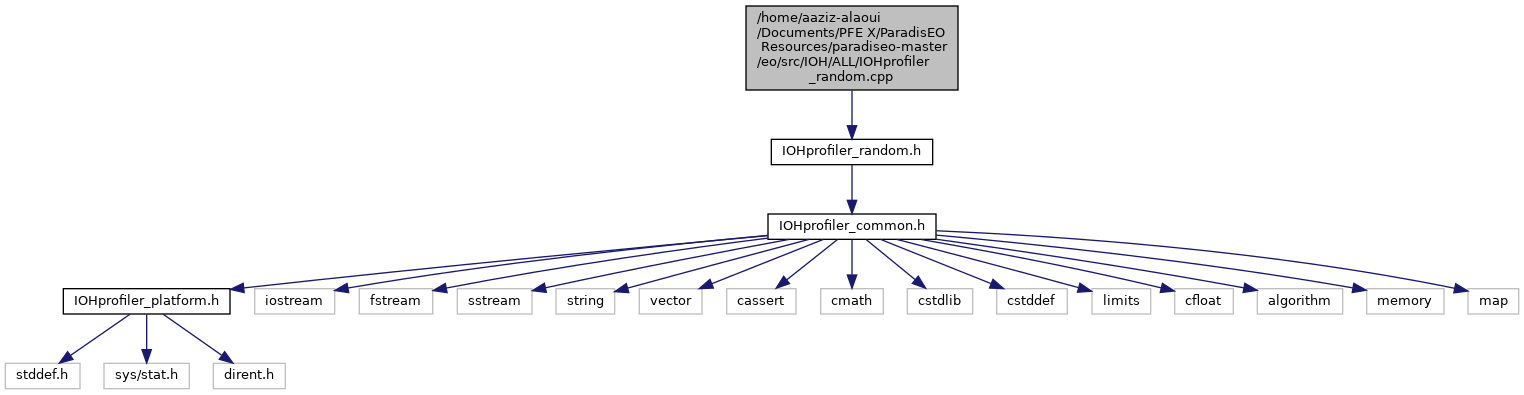 /home/aaziz-alaoui
/Documents/PFE X/ParadisEO
Resources/paradiseo-master
/eo/src/IOH/ALL/IOHprofiler
_random.cpp
IOHprofiler_random.h
IOHprofiler_common.h
IOHprofiler_platform.h
iostream
fstream
sstream
string
vector
cassert
cmath
cstdlib
cstddef
limits
cfloat
algorithm
memory
map
stddef.h
sys/stat.h
dirent.h